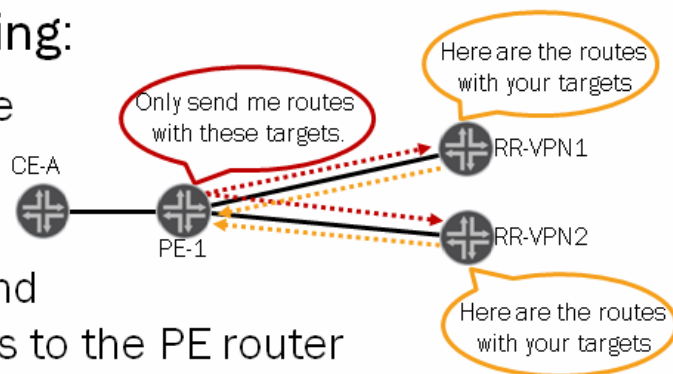 ing:
e
Here are the routes
with your targets
Only send me routes
with these targets.
CE-A
RR-VPN1
PE-1
RR-VPN2
nd
s to the PE router
Here are the routes
with your targets